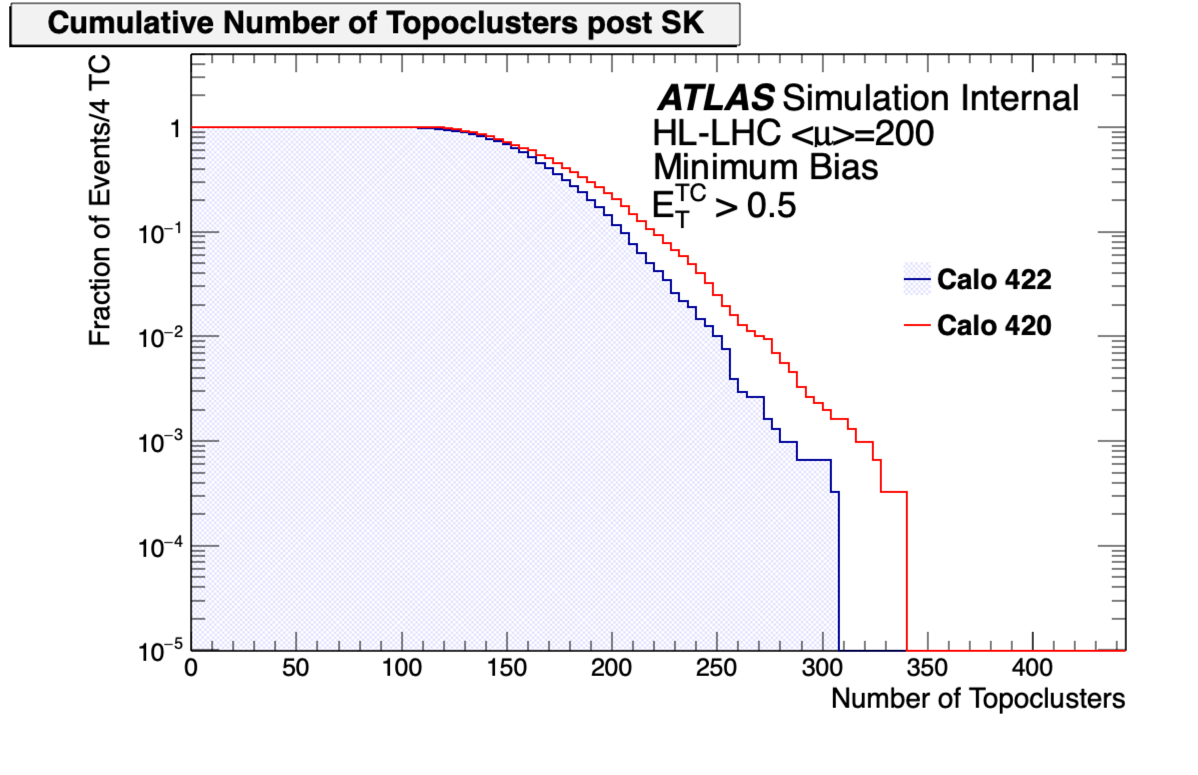 Cumulative Number of Topoclusters post SK
Fraction of Events/4 TC
ATLAS Simulation Internal
HL-LHC <μ>=200
Minimum Bias
E_T^TC > 0.5
Calo 422
Calo 420
1
10⁻¹
10⁻²
10⁻³
10⁻⁴
10⁻⁵
0 50 100 150 200 250 300 350 400
Number of Topoclusters